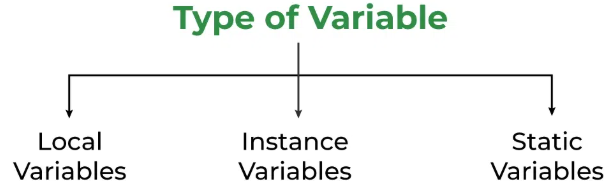 Type of Variable
Local
Variables
Instance
Variables
Static
Variables